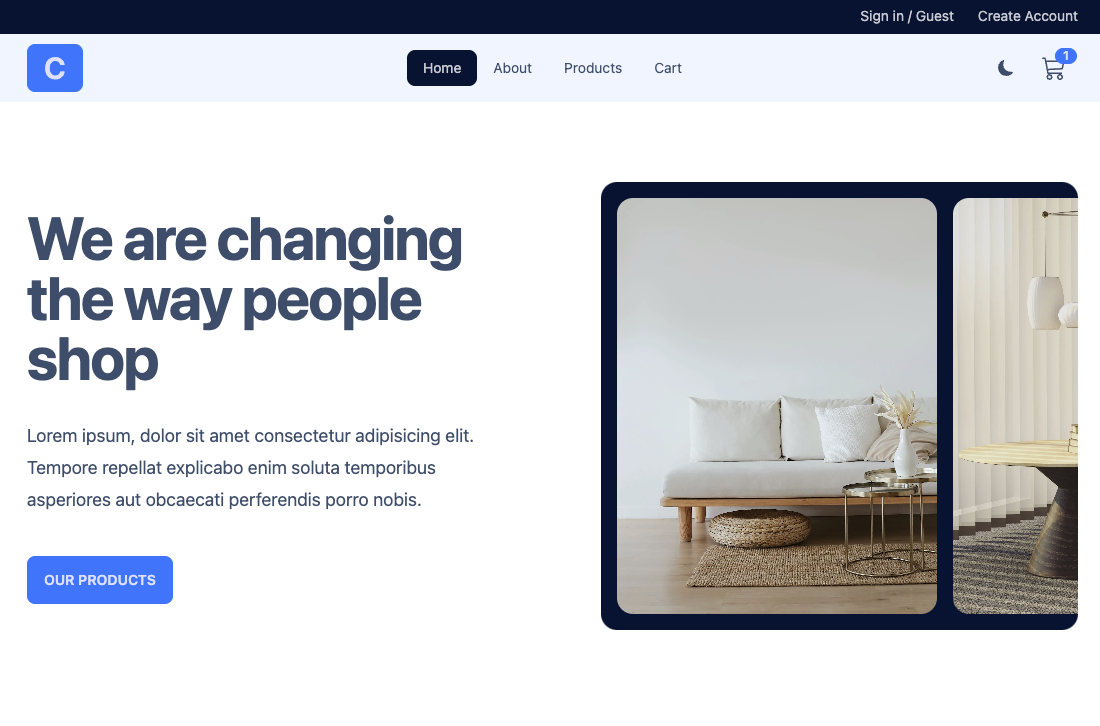 Sign in / Guest
Create Account
C
Home
About
Products
Cart
1
We are changing
the way people
shop
Lorem ipsum, dolor sit amet consectetur adipisicing elit.
Tempore repellat explicabo enim soluta temporibus
asperiores aut obcaecati perferendis porro nobis.
OUR PRODUCTS